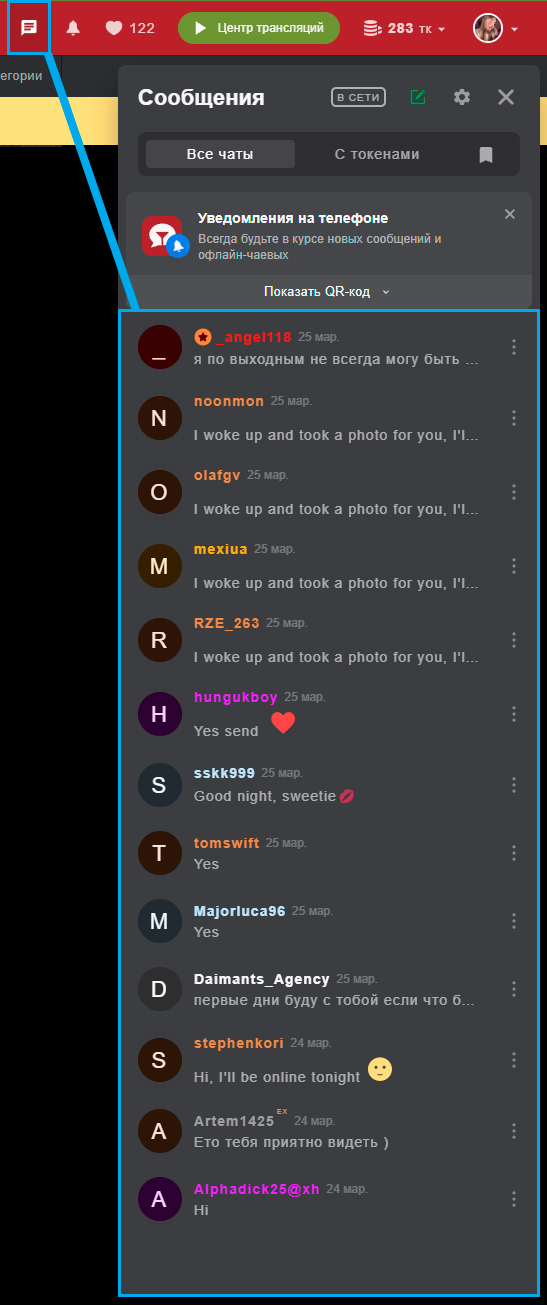 122
Центр трансляций
283 тк
егории
Сообщения
В СЕТИ
Все чаты
С токенами
Уведомления на телефоне
Всегда будьте в курсе новых сообщений и
офлайн-чаевых
Показать QR-код
_
_angel118 25 мар.
я по выходным не всегда могу быть ...
N
noonmon 25 мар.
I woke up and took a photo for you, I'l...
O
olafgv 25 мар.
I woke up and took a photo for you, I'l...
M
mexiua 25 мар.
I woke up and took a photo for you, I'l...
R
RZE_263 25 мар.
I woke up and took a photo for you, I'l...
H
hungukboy 25 мар.
Yes send
S
sskk999 25 мар.
Good night, sweetie
T
tomswift 25 мар.
Yes
M
Majorluca96 25 мар.
Yes
D
Daimants_Agency 25 мар.
первые дни буду с тобой если что б...
S
stephenkori 24 мар.
Hi, I'll be online tonight
A
Artem1425 EX 24 мар.
Ето тебя приятно видеть )
A
Alphadick25@xh 24 мар.
Hi